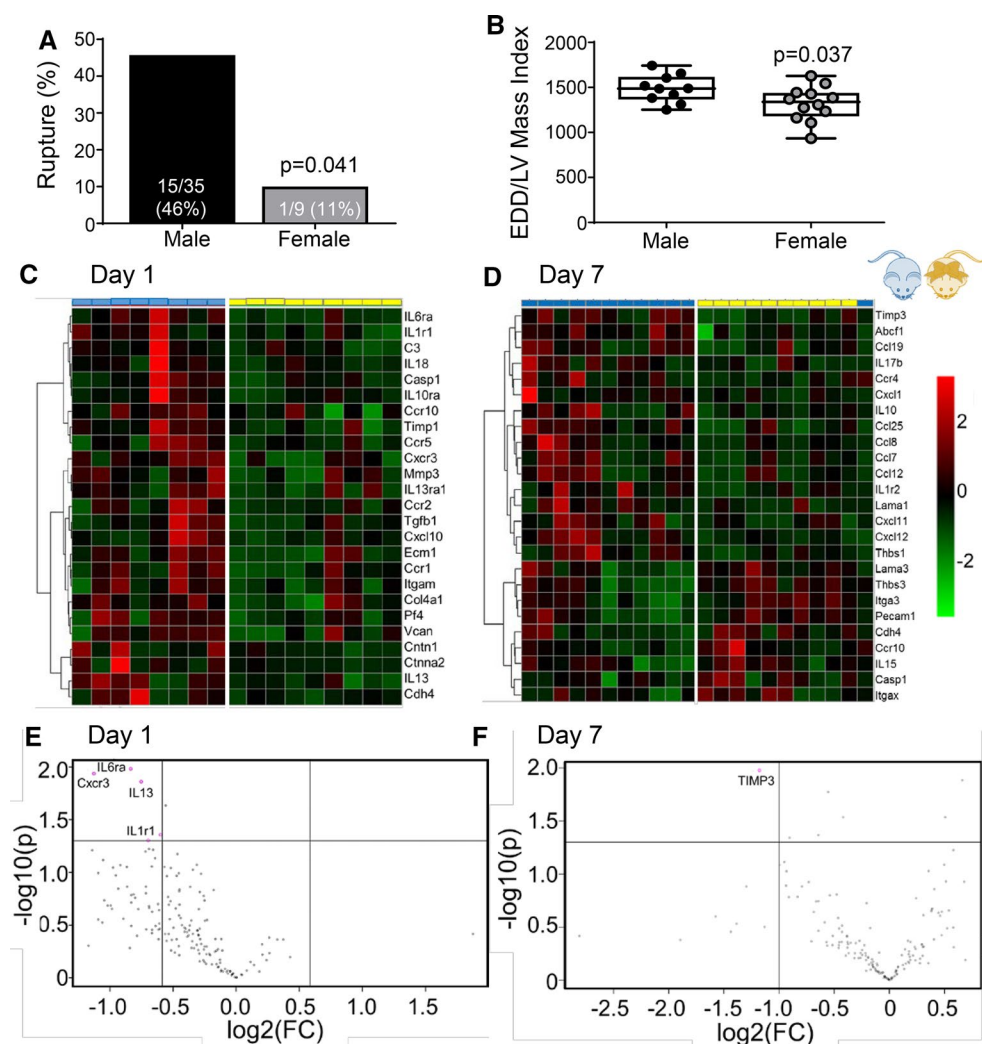 A
50
40
30
20
10
0
Rupture (%)
p=0.041
15/35
(46%)
1/9 (11%)
Male
Female
B
2000
1500
1000
500
0
EDD/LV Mass Index
p=0.037
Male
Female
C
Day 1
IL6ra
IL1r1
C3
IL18
Casp1
IL10ra
Ccr10
Timp1
Ccr5
Cxcr3
Mmp3
IL13ra1
Ccr2
Tgfb1
Cxcl10
Ecm1
Ccr1
Itgam
Col4a1
Pf4
Vcan
Cntn1
Ctnna2
IL13
Cdh4
D
Day 7
Timp3
Abcf1
Ccl19
IL17b
Ccr4
Cxcl1
IL10
Ccl25
Ccl8
Ccl7
Ccl12
IL1r2
Lama1
Cxcl11
Cxcl12
Thbs1
Lama3
Thbs3
Itga3
Pecam1
Cdh4
Ccr10
IL15
Casp1
Itgax
2
0
-2
E
Day 1
2.0
1.5
1.0
0.5
0
-log10(p)
IL6ra
Cxcr3
IL13
IL1r1
-1.0 -0.5 0.0 0.5 1.0 1.5
log2(FC)
F
Day 7
2.0
1.5
1.0
0.5
0
-log10(p)
TIMP3
-2.5 -2.0 -1.5 -1.0 -0.5 0 0.5
log2(FC)